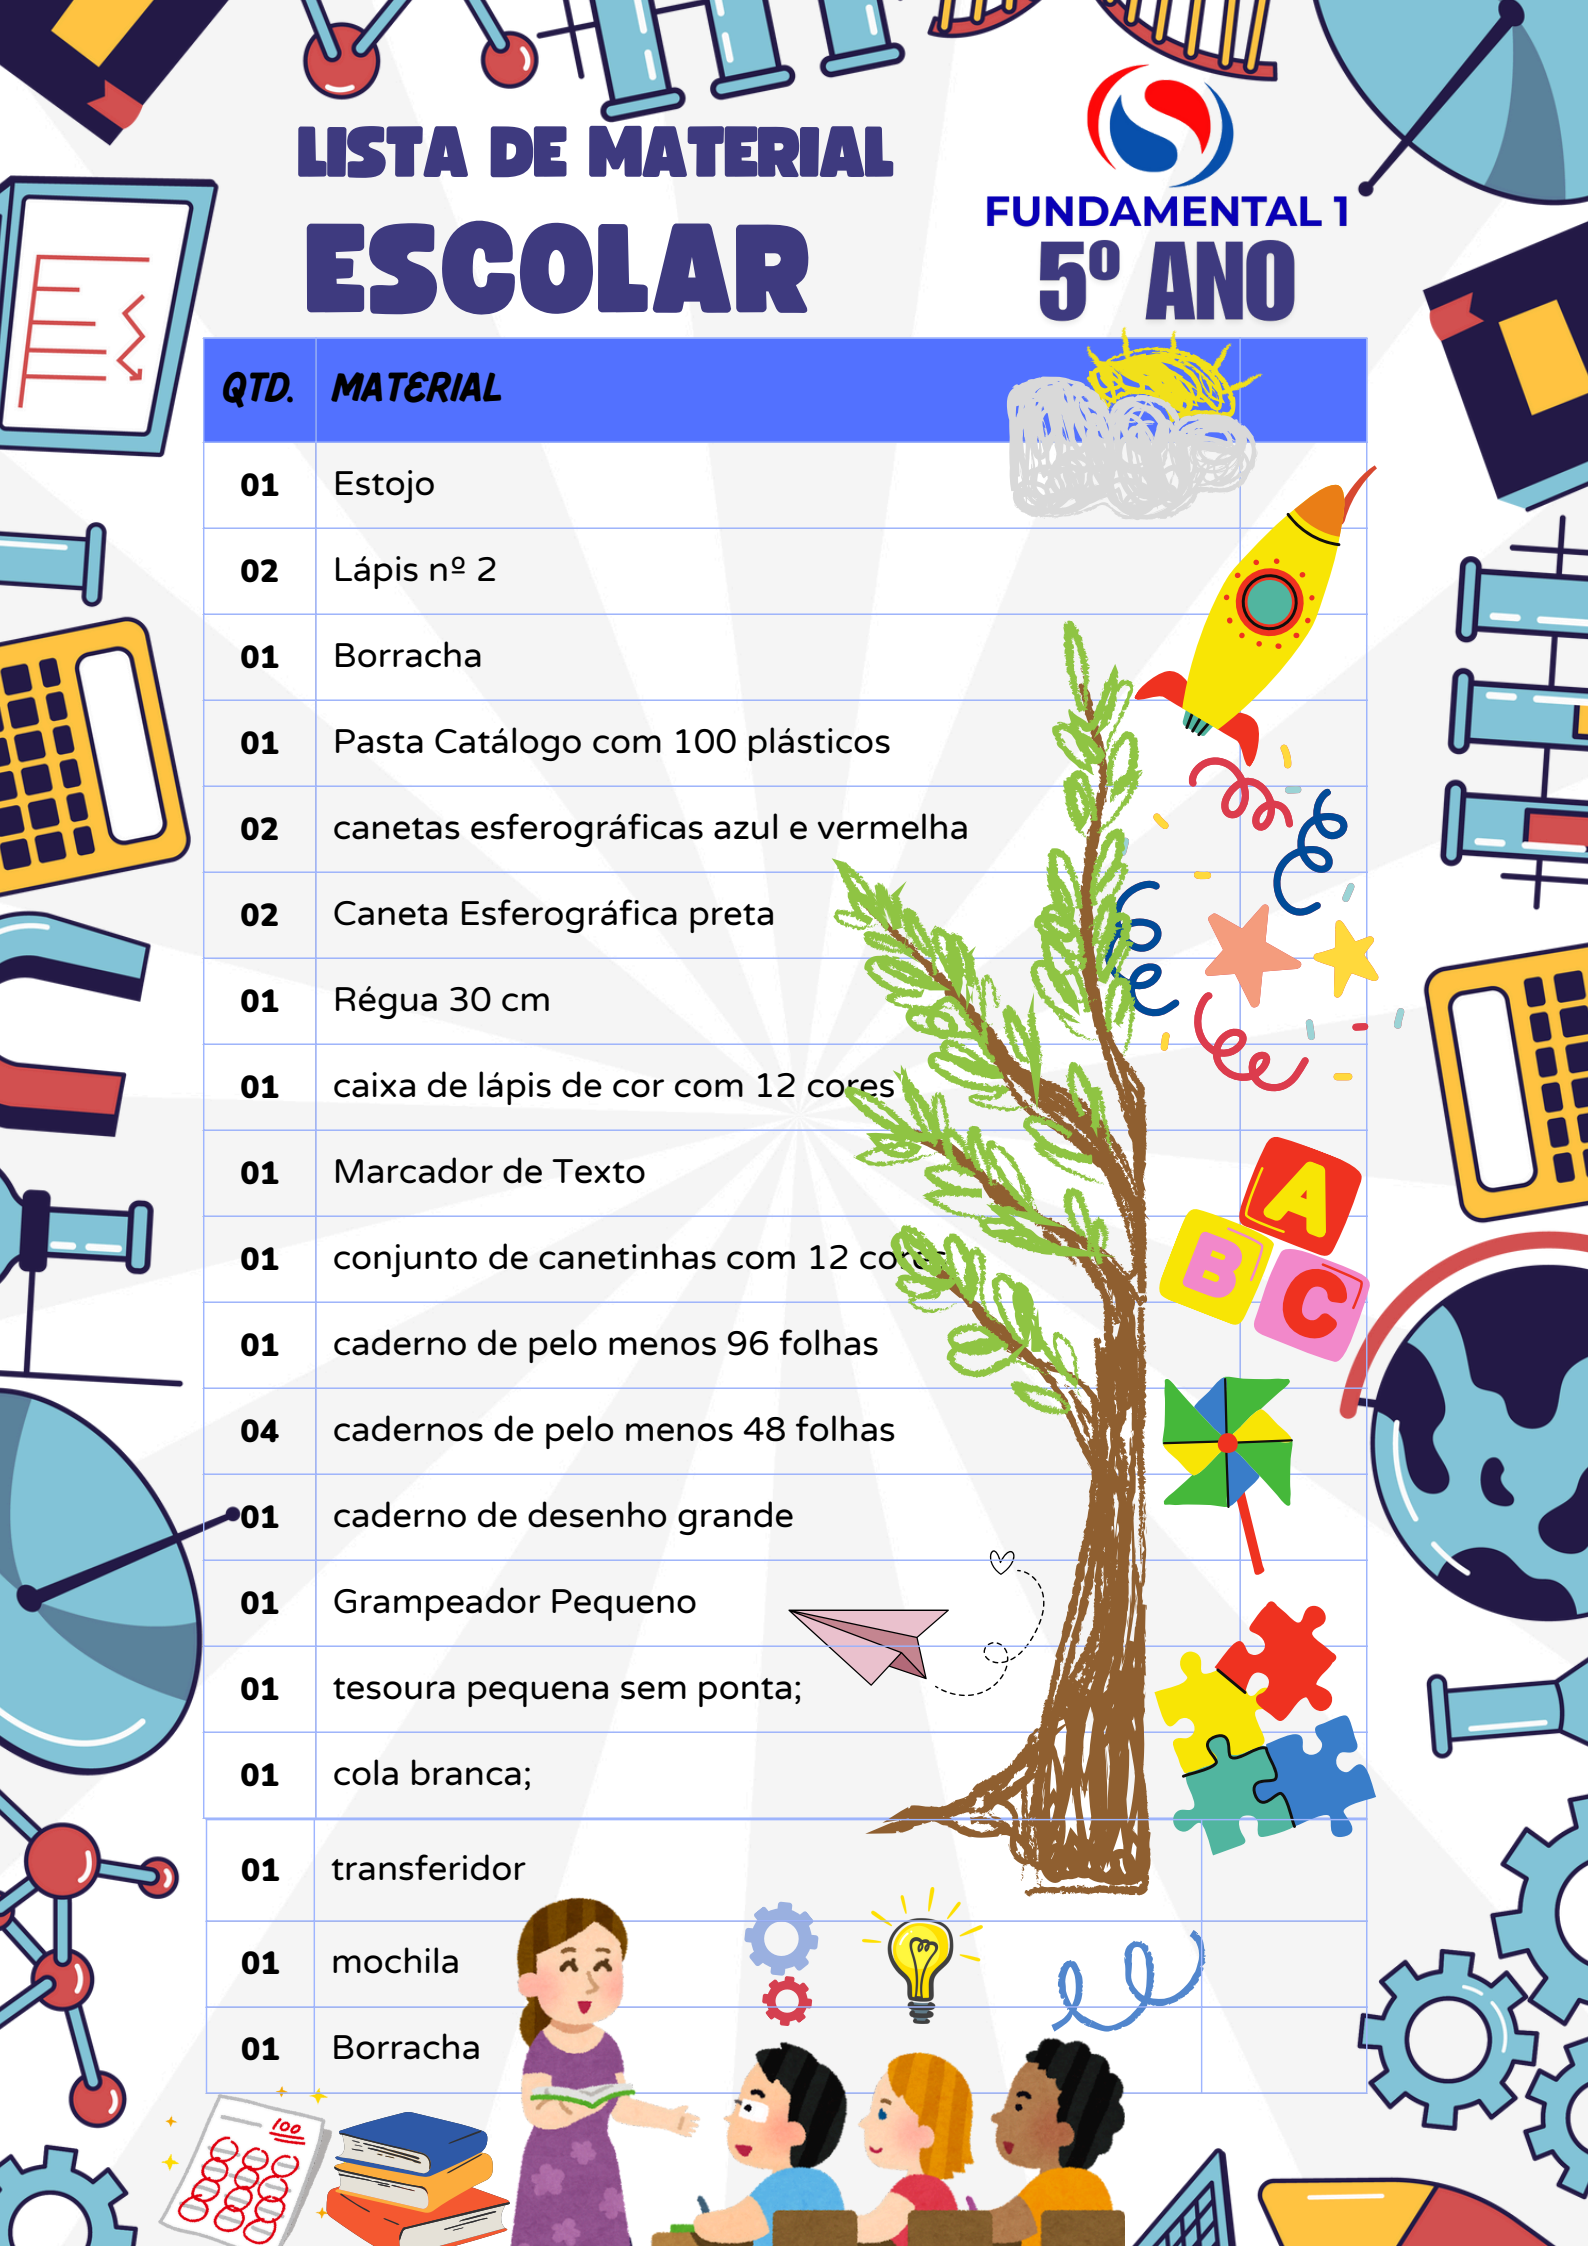 LISTA DE MATERIAL
ESCOLAR
FUNDAMENTAL 1
5º ANO
QTD. MATERIAL
01 Estojo
02 Lápis nº 2
01 Borracha
01 Pasta Catálogo com 100 plásticos
02 canetas esferográficas azul e vermelha
02 Caneta Esferográfica preta
01 Régua 30 cm
01 caixa de lápis de cor com 12 cores
01 Marcador de Texto
01 conjunto de canetinhas com 12 cores
01 caderno de pelo menos 96 folhas
04 cadernos de pelo menos 48 folhas
01 caderno de desenho grande
01 Grampeador Pequeno
01 tesoura pequena sem ponta;
01 cola branca;
01 transferidor
01 mochila
01 Borracha
A
B C
100